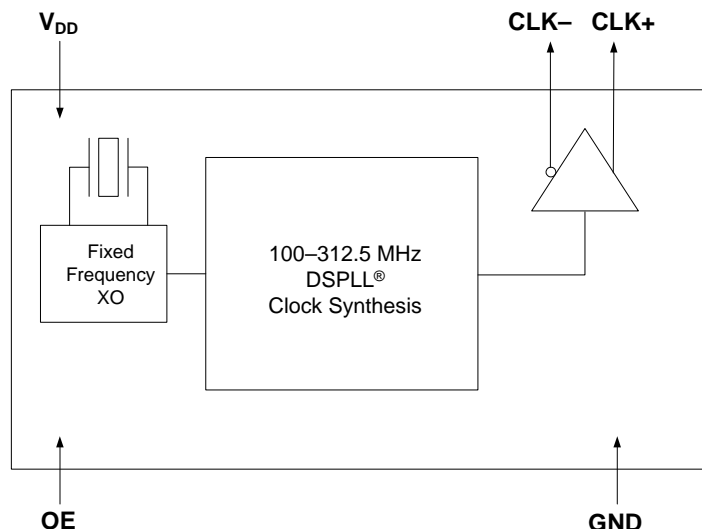 VDD
CLK– CLK+
Fixed
Frequency
XO
100–312.5 MHz
DSPLL®
Clock Synthesis
OE
GND